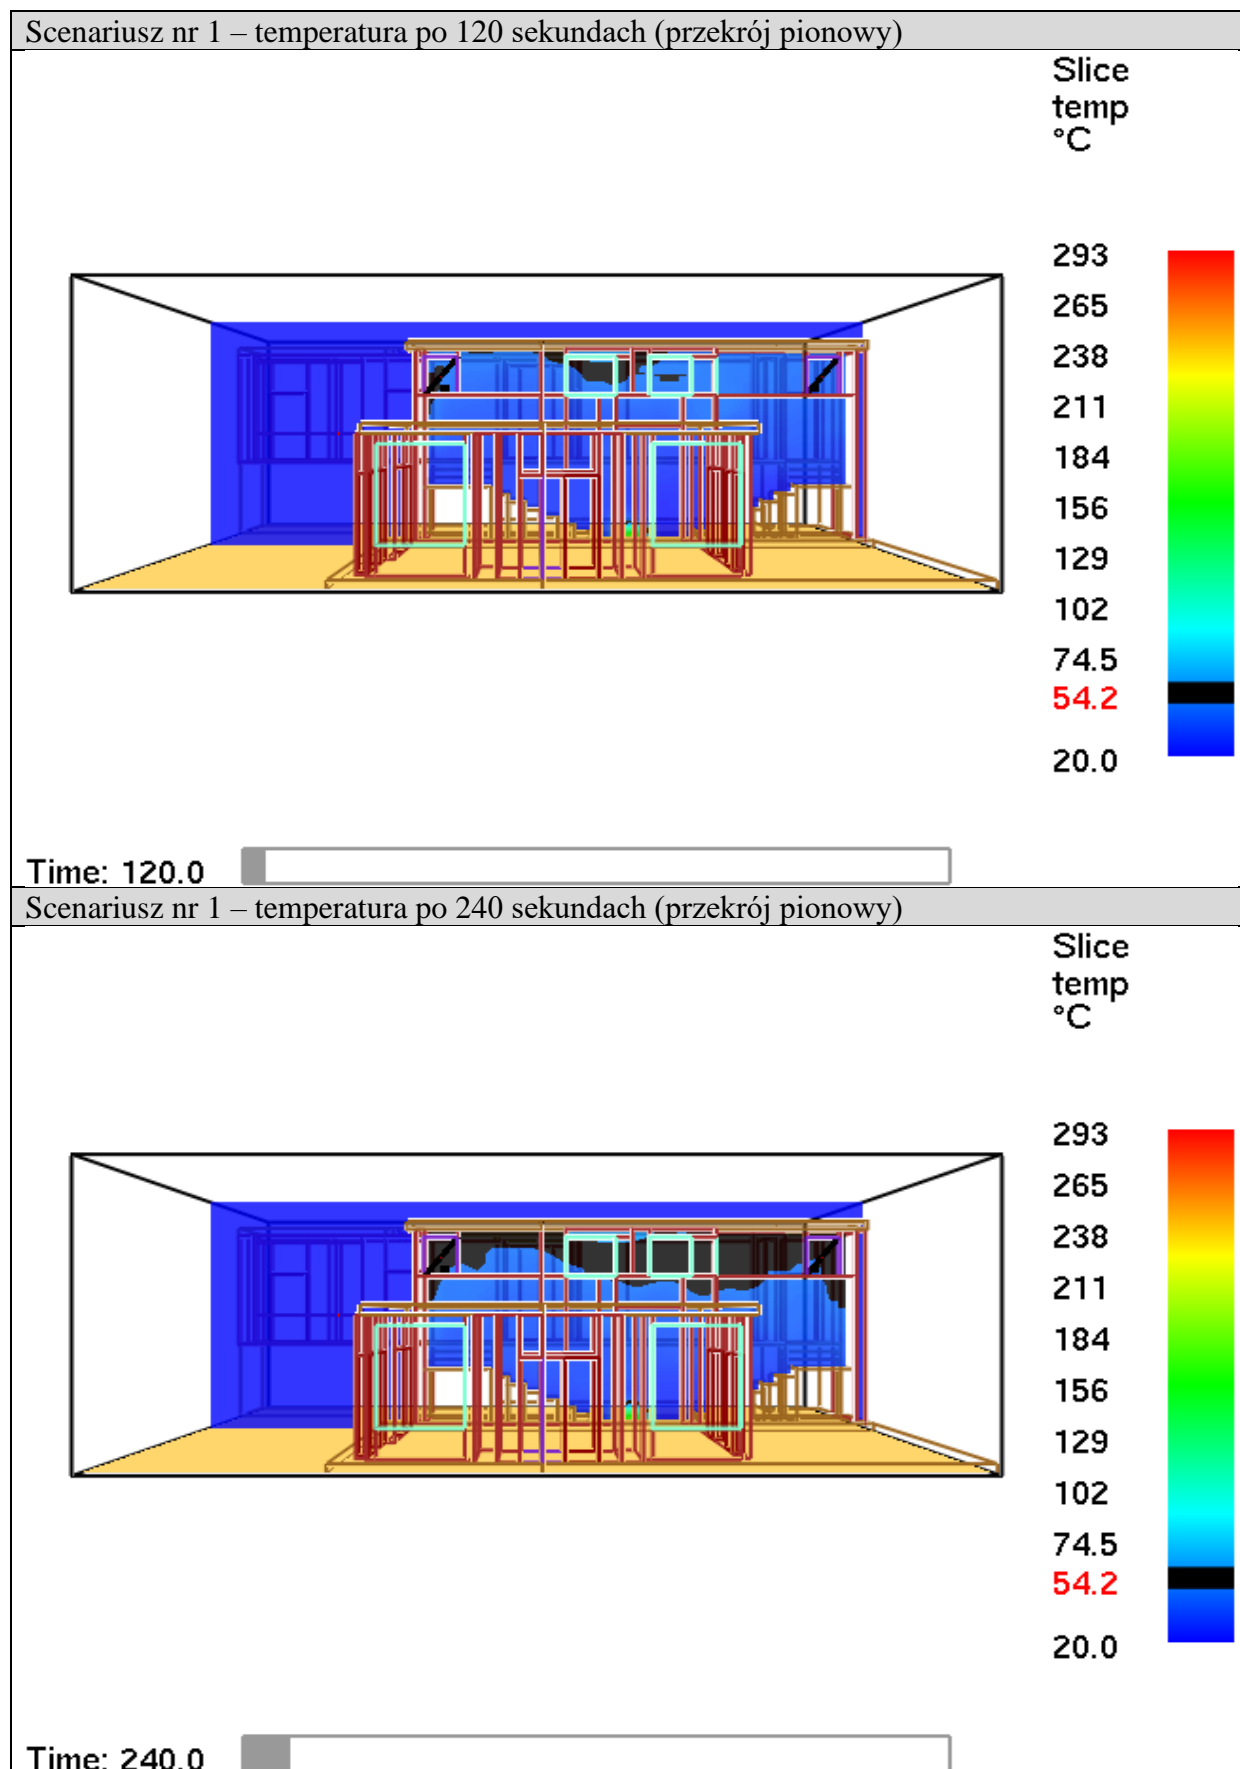 Scenariusz nr 1 – temperatura po 120 sekundach (przekrój pionowy)
Slice
temp
°C
293
265
238
211
184
156
129
102
74.5
54.2
20.0
Time: 120.0
Scenariusz nr 1 – temperatura po 240 sekundach (przekrój pionowy)
Slice
temp
°C
293
265
238
211
184
156
129
102
74.5
54.2
20.0
Time: 240.0